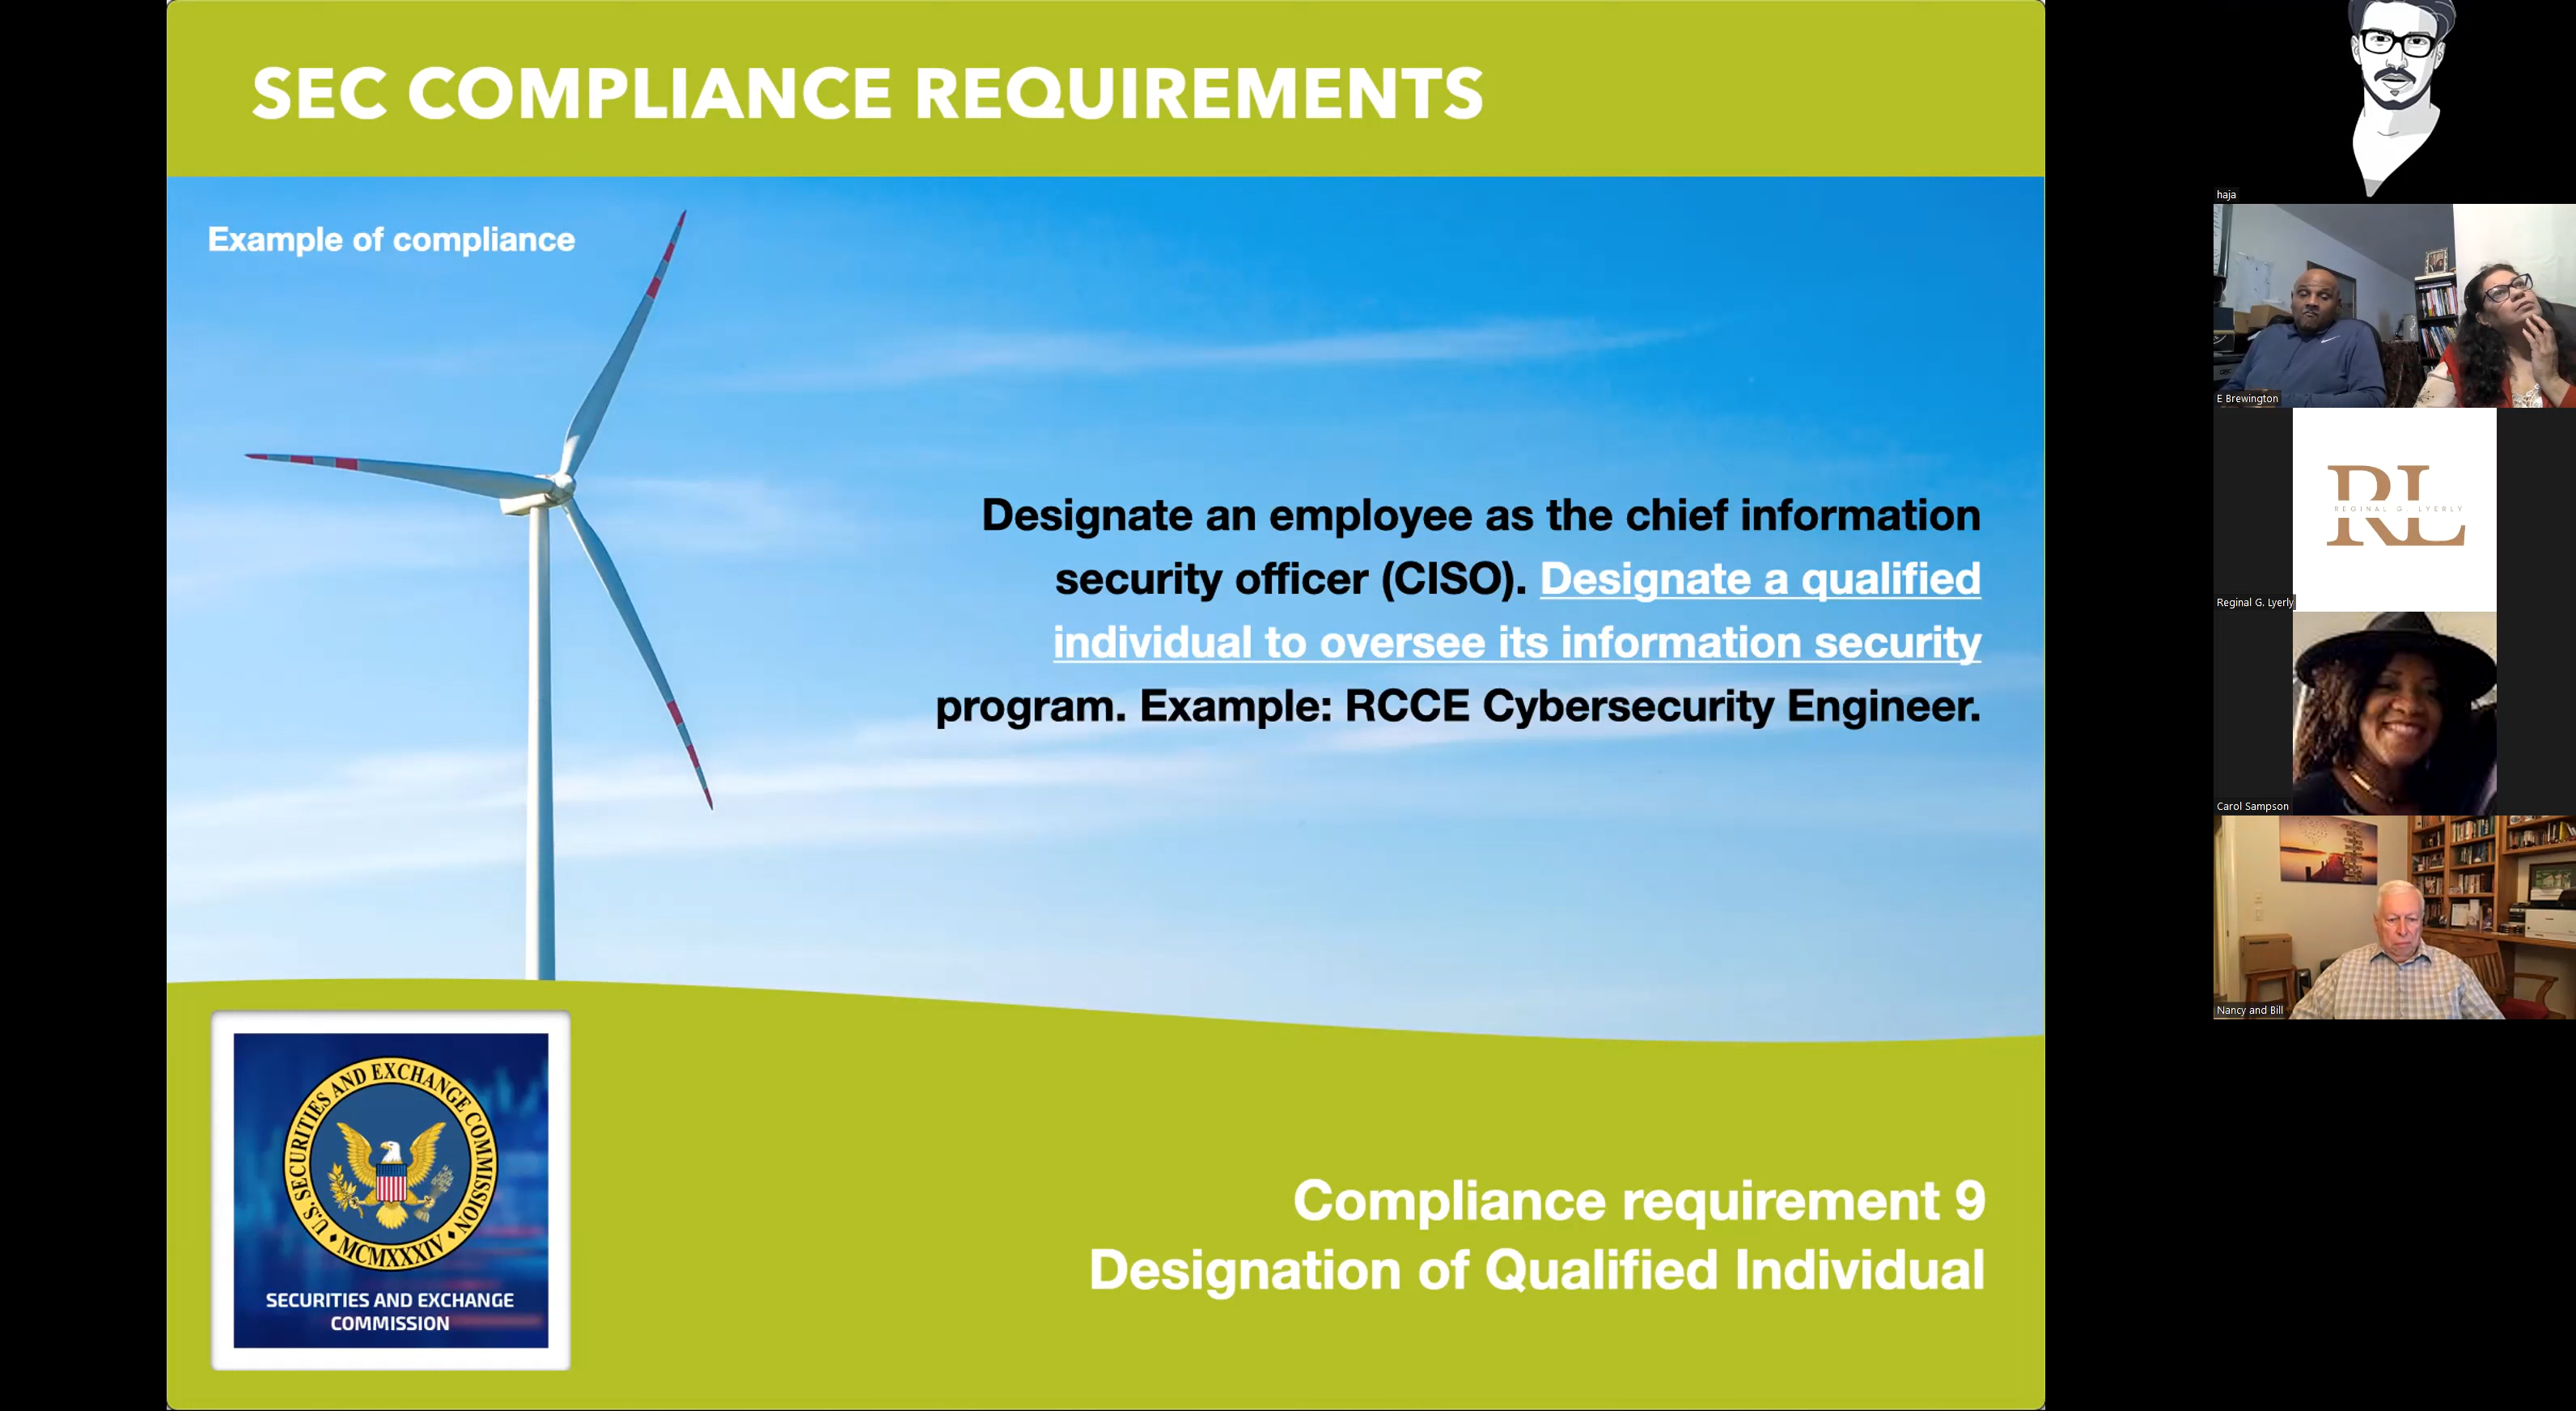 SEC COMPLIANCE REQUIREMENTS
Example of compliance
Designate an employee as the chief information
security officer (CISO). Designate a qualified
individual to oversee its information security
program. Example: RCCE Cybersecurity Engineer.
U.S. SECURITIES AND EXCHANGE COMMISSION
MCMXXXIV
SECURITIES AND EXCHANGE
COMMISSION
Compliance requirement 9
Designation of Qualified Individual
haja
E Brewington
RL
REGINAL G. LYERLY
Reginal G. Lyerly
Carol Sampson
Nancy and Bill